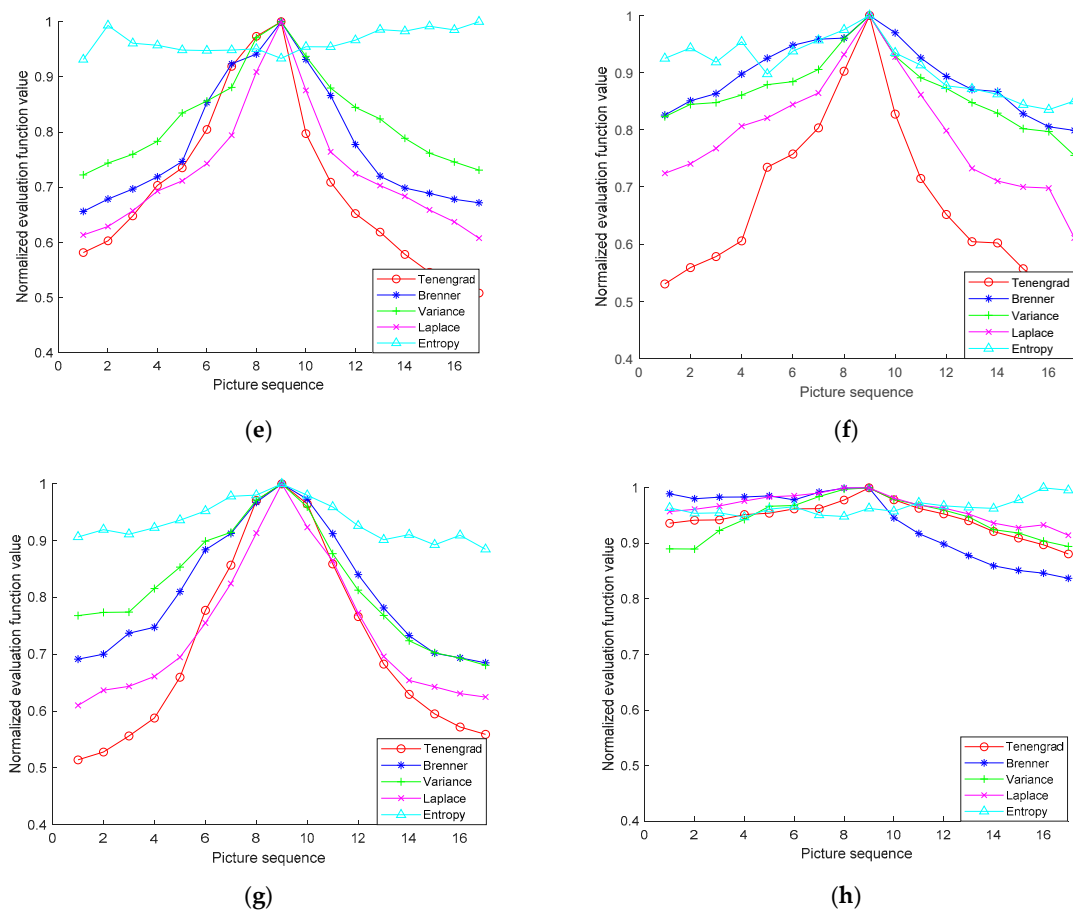 1
0.9
0.8
0.7
0.6
0.5
0.4
Normalized evaluation function value
0 2 4 6 8 10 12 14 16
Picture sequence
Tenengrad
Brenner
Variance
Laplace
Entropy
(e)
1
0.9
0.8
0.7
0.6
0.5
0.4
Normalized evaluation function value
0 2 4 6 8 10 12 14 16
Picture sequence
Tenengrad
Brenner
Variance
Laplace
Entropy
(f)
1
0.9
0.8
0.7
0.6
0.5
0.4
Normalized evaluation function value
0 2 4 6 8 10 12 14 16
Picture sequence
Tenengrad
Brenner
Variance
Laplace
Entropy
(g)
1
0.9
0.8
0.7
0.6
0.5
0.4
Normalized evaluation function value
0 2 4 6 8 10 12 14 16
Picture sequence
Tenengrad
Brenner
Variance
Laplace
Entropy
(h)